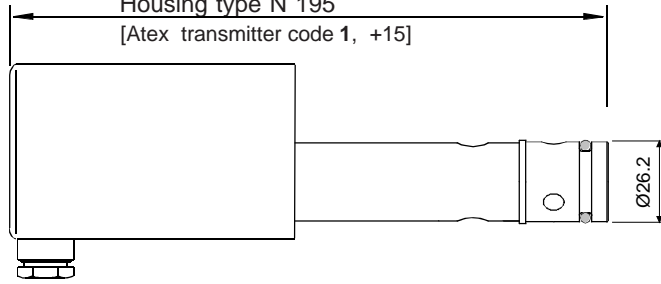 Housing type N 195
[Atex transmitter code 1, +15]
Ø26.2